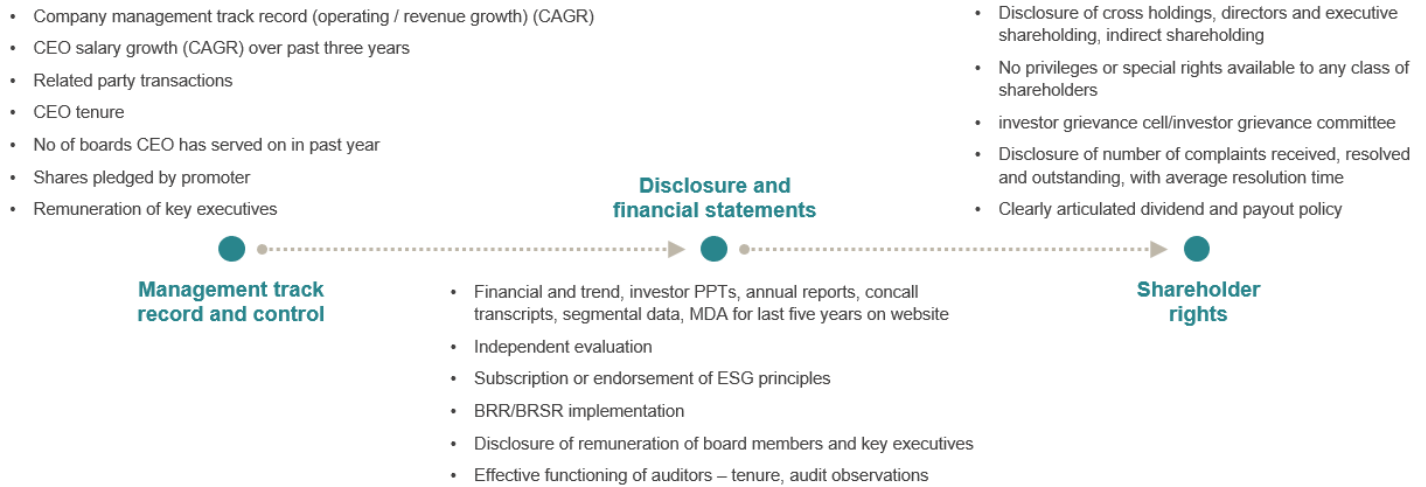 • Company management track record (operating / revenue growth) (CAGR)
• CEO salary growth (CAGR) over past three years
• Related party transactions
• CEO tenure
• No of boards CEO has served on in past year
• Shares pledged by promoter
• Remuneration of key executives
Management track
record and control
Disclosure and
financial statements
• Financial and trend, investor PPTs, annual reports, concall
transcripts, segmental data, MDA for last five years on website
• Independent evaluation
• Subscription or endorsement of ESG principles
• BRR/BRSR implementation
• Disclosure of remuneration of board members and key executives
• Effective functioning of auditors – tenure, audit observations
• Disclosure of cross holdings, directors and executive
shareholding, indirect shareholding
• No privileges or special rights available to any class of
shareholders
• investor grievance cell/investor grievance committee
• Disclosure of number of complaints received, resolved
and outstanding, with average resolution time
• Clearly articulated dividend and payout policy
Shareholder
rights